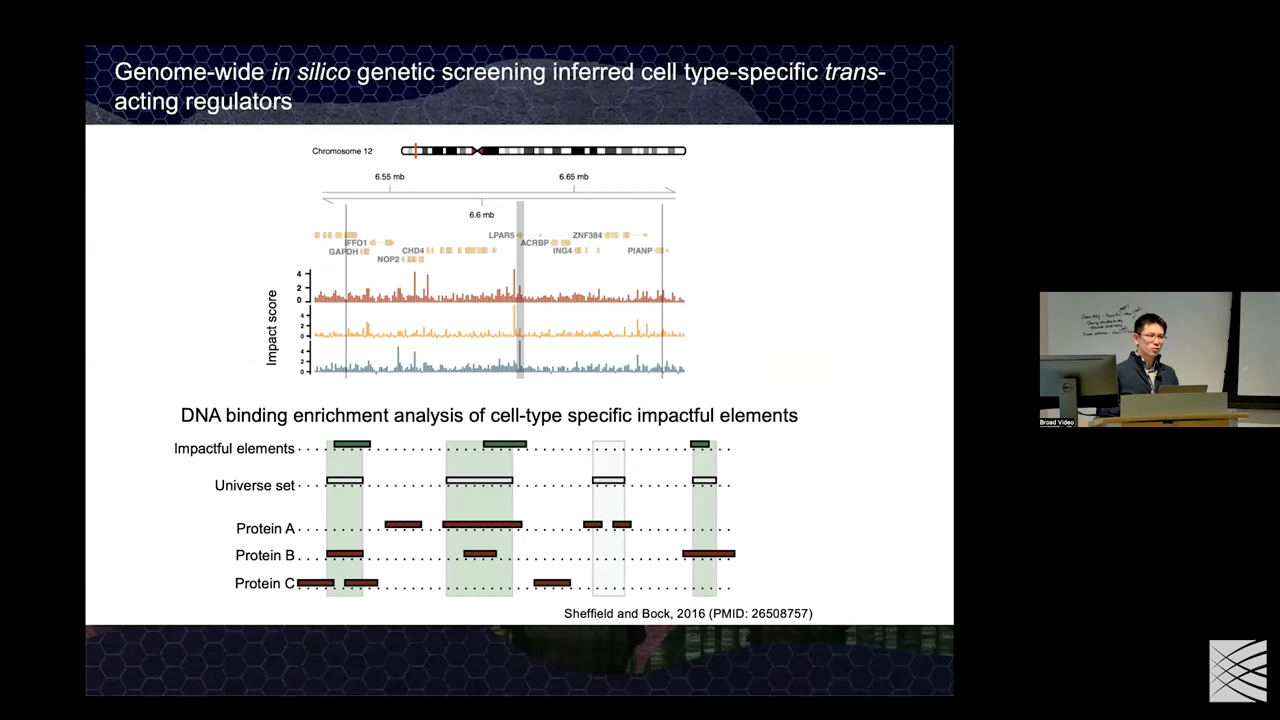 Genome-wide in silico genetic screening inferred cell type-specific trans-
acting regulators
Chromosome 12
6.55 mb
6.65 mb
6.6 mb
LPAR5
ZNF384
IFFO1
ACRBP
GAPDH
CHD4
ING4
PIANP
NOP2
Impact score
4
2
0
4
2
0
4
2
0
DNA binding enrichment analysis of cell-type specific impactful elements
Impactful elements
Universe set
Protein A
Protein B
Protein C
Sheffield and Bock, 2016 (PMID: 26508757)
Broad Video